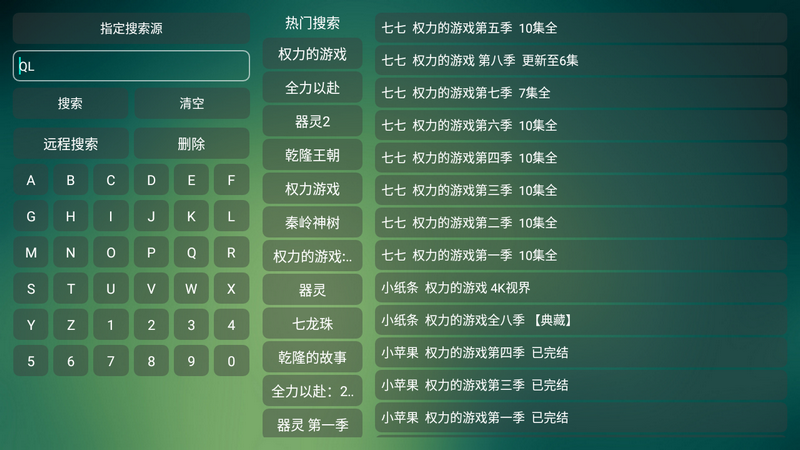 指定搜索源
QL
搜索 清空
远程搜索 删除
A B C D E F
G H I J K L
M N O P Q R
S T U V W X
Y Z 1 2 3 4
5 6 7 8 9 0
热门搜索
权力的游戏
全力以赴
器灵2
乾隆王朝
权力游戏
秦岭神树
权力的游戏:..
器灵
七龙珠
乾隆的故事
全力以赴：2..
器灵 第一季
七七 权力的游戏第五季 10集全
七七 权力的游戏 第八季 更新至6集
七七 权力的游戏第七季 7集全
七七 权力的游戏第六季 10集全
七七 权力的游戏第四季 10集全
七七 权力的游戏第三季 10集全
七七 权力的游戏第二季 10集全
七七 权力的游戏第一季 10集全
小纸条 权力的游戏 4K视界
小纸条 权力的游戏全八季 【典藏】
小苹果 权力的游戏第四季 已完结
小苹果 权力的游戏第三季 已完结
小苹果 权力的游戏第一季 已完结